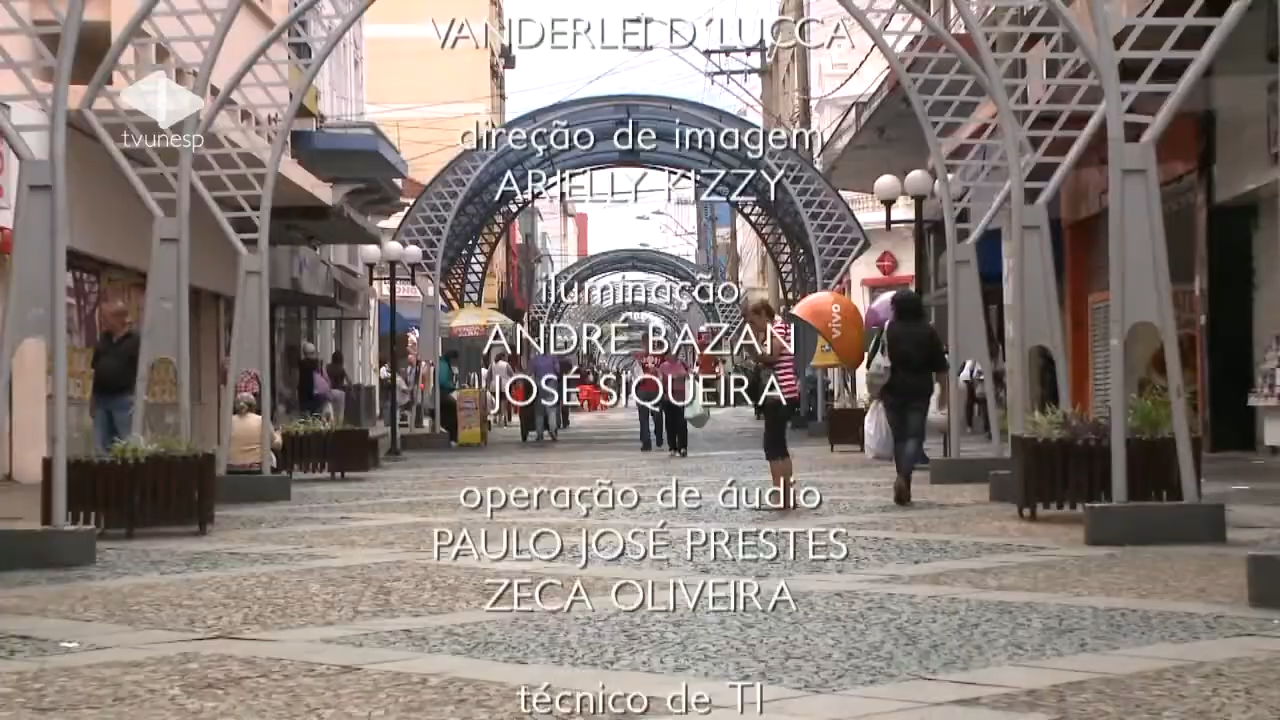 VANDERLEI D´LUCCA
tvunesp
direção de imagem
ARIELLY KIZZY
iluminação
ANDRÉ BAZAN
JOSÉ SIQUEIRA
vivo
operação de áudio
PAULO JOSÉ PRESTES
ZECA OLIVEIRA
técnico de TI